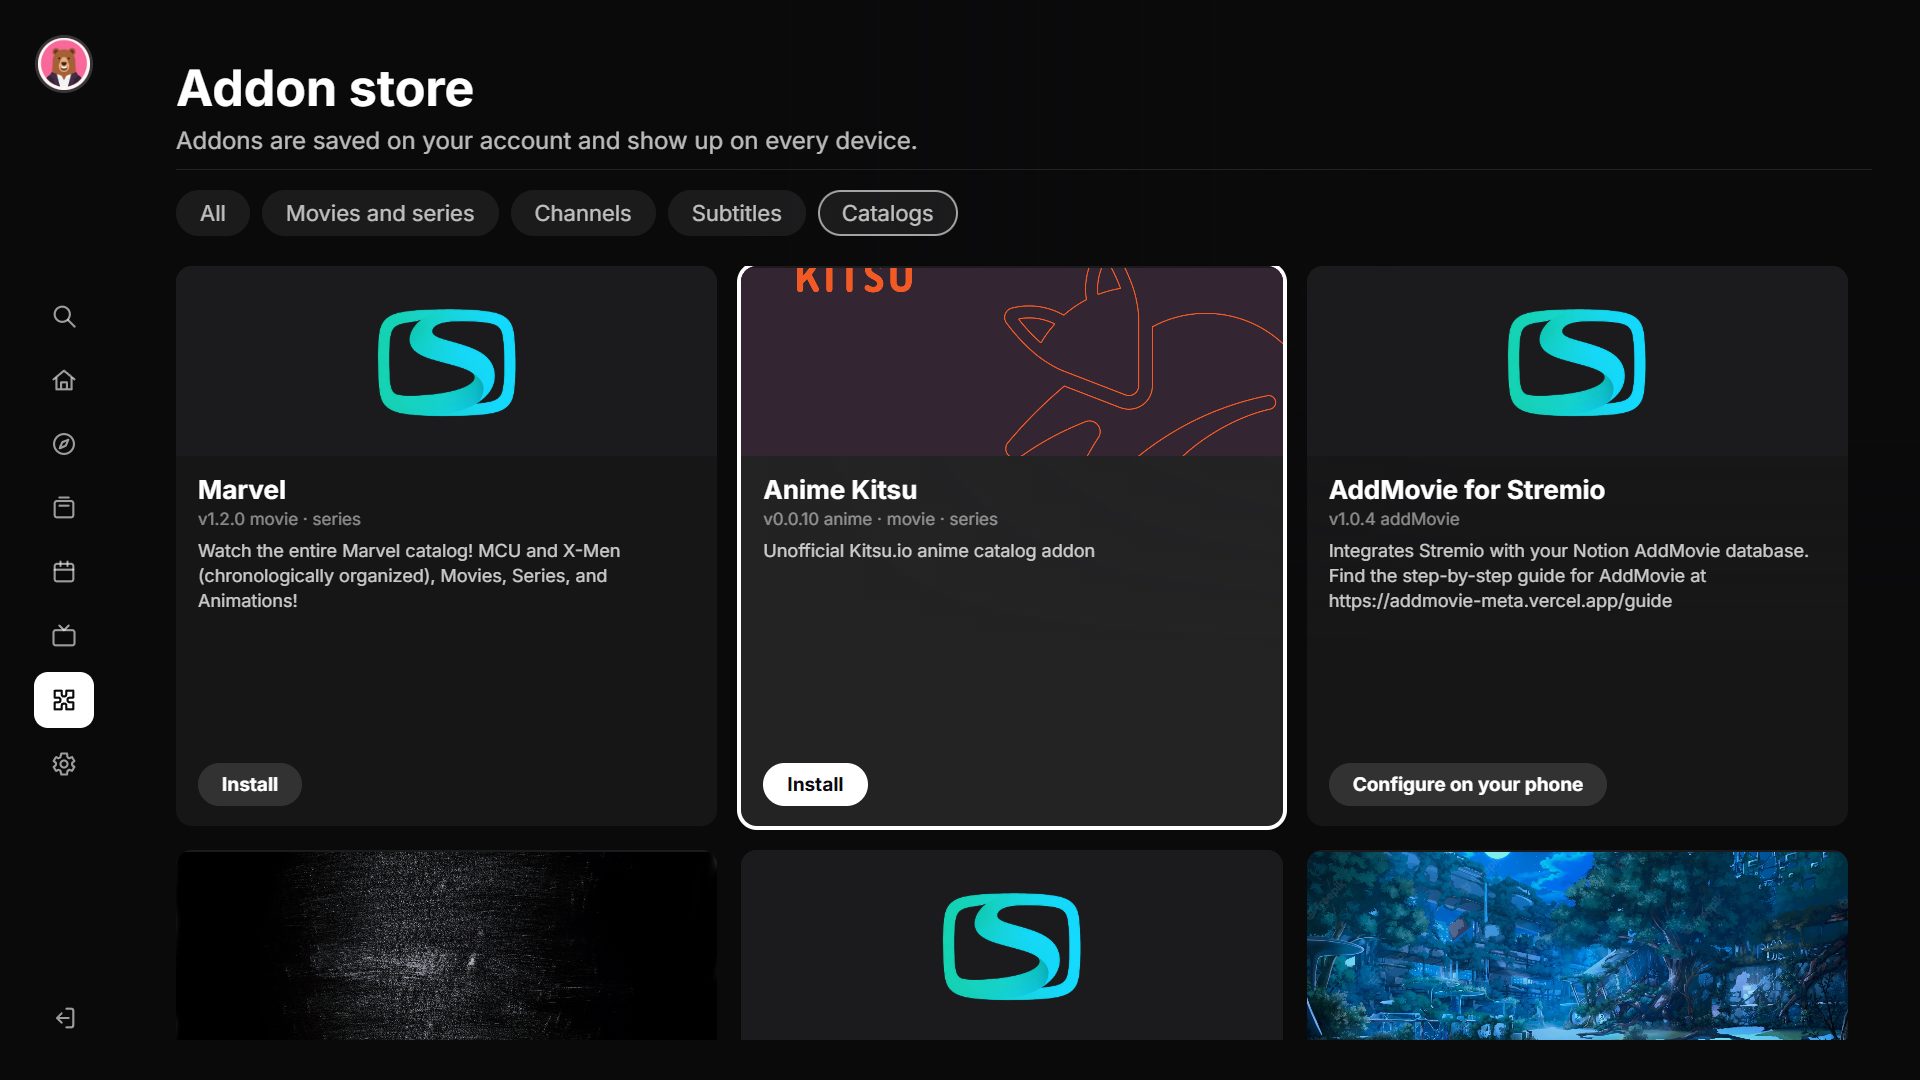 Addon store
Addons are saved on your account and show up on every device.
All
Movies and series
Channels
Subtitles
Catalogs
Marvel
v1.2.0 movie · series
Watch the entire Marvel catalog! MCU and X-Men
(chronologically organized), Movies, Series, and
Animations!
Install
KITSU
Anime Kitsu
v0.0.10 anime · movie · series
Unofficial Kitsu.io anime catalog addon
Install
AddMovie for Stremio
v1.0.4 addMovie
Integrates Stremio with your Notion AddMovie database.
Find the step-by-step guide for AddMovie at
https://addmovie-meta.vercel.app/guide
Configure on your phone